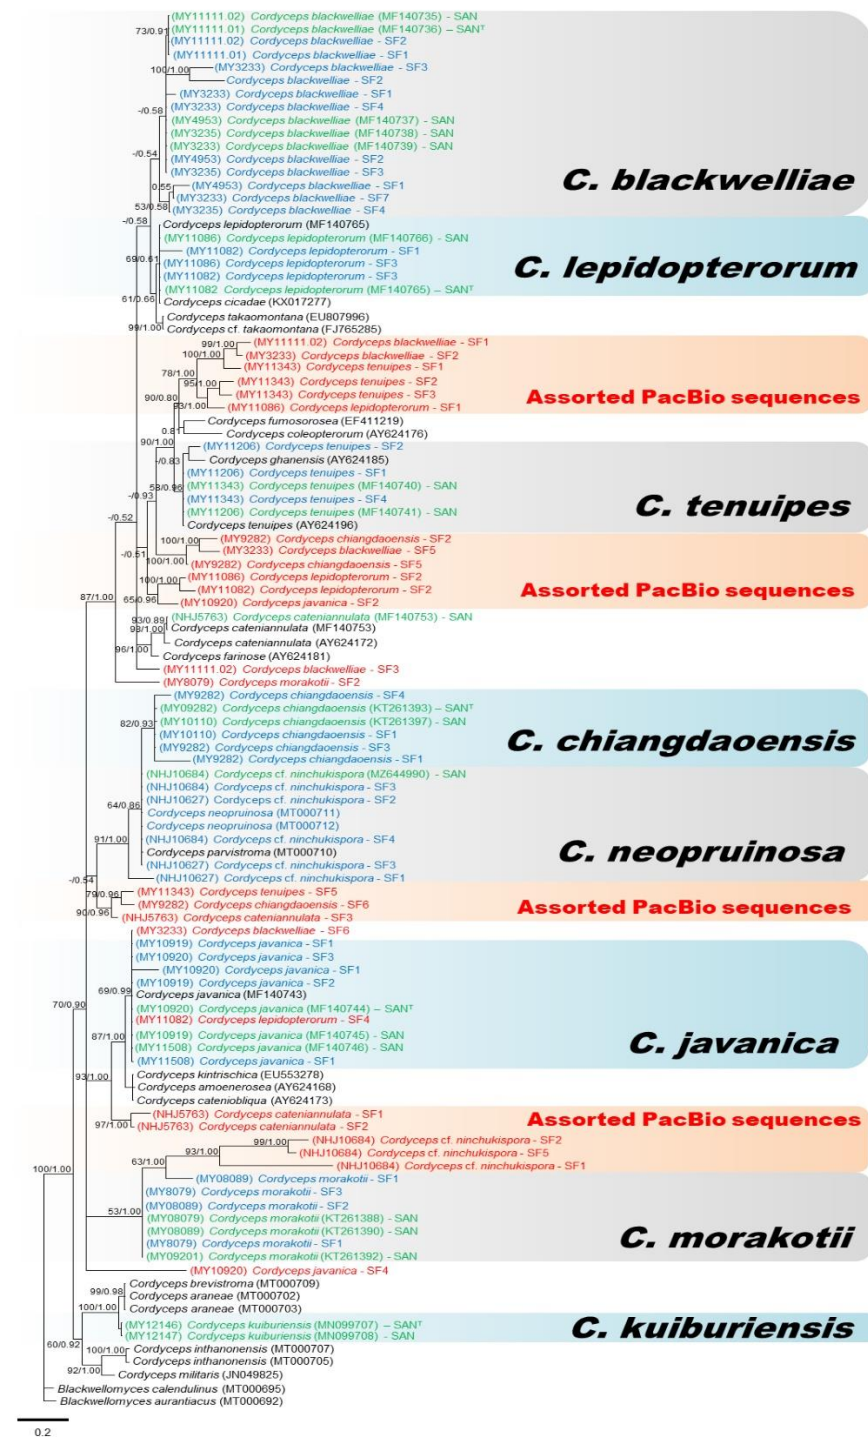 (MY11111.02) Cordyceps blackwelliae (MF140735) - SAN
(MY11111.01) Cordyceps blackwelliae (MF140736) – SANᵀ
73/0.91
(MY11111.02) Cordyceps blackwelliae - SF2
(MY11111.01) Cordyceps blackwelliae - SF1
100/1.00
(MY3233) Cordyceps blackwelliae - SF3
Cordyceps blackwelliae - SF2
(MY3233) Cordyceps blackwelliae - SF1
(MY3233) Cordyceps blackwelliae - SF4
-/0.58
(MY4953) Cordyceps blackwelliae (MF140737) - SAN
(MY3235) Cordyceps blackwelliae (MF140738) - SAN
(MY3233) Cordyceps blackwelliae (MF140739) - SAN
-/0.54
(MY4953) Cordyceps blackwelliae - SF2
(MY3235) Cordyceps blackwelliae - SF3
C. blackwelliae
0.55
(MY4953) Cordyceps blackwelliae - SF1
(MY3233) Cordyceps blackwelliae - SF7
53/0.58
(MY3235) Cordyceps blackwelliae - SF4
-/0.58
Cordyceps lepidopterorum (MF140765)
(MY11086) Cordyceps lepidopterorum (MF140766) - SAN
(MY11082) Cordyceps lepidopterorum - SF1
69/0.61
(MY11086) Cordyceps lepidopterorum - SF3
C. lepidopterorum
(MY11082) Cordyceps lepidopterorum - SF3
(MY11082 Cordyceps lepidopterorum (MF140765) – SANᵀ
61/0.66
Cordyceps cicadae (KX017277)
Cordyceps takaomontana (EU807996)
99/1.00
Cordyceps cf. takaomontana (FJ765285)
99/1.00
(MY11111.02) Cordyceps blackwelliae - SF1
100/1.00
(MY3233) Cordyceps blackwelliae - SF2
(MY11343) Cordyceps tenuipes - SF1
78/1.00
95/1.00
(MY11343) Cordyceps tenuipes - SF2
(MY11343) Cordyceps tenuipes - SF3
Assorted PacBio sequences
90/0.80
93/1.00
(MY11086) Cordyceps lepidopterorum - SF1
Cordyceps fumosorosea (EF411219)
0.81
Cordyceps coleopterorum (AY624176)
90/1.00
(MY11206) Cordyceps tenuipes - SF2
-/0.83
Cordyceps ghanensis (AY624185)
(MY11206) Cordyceps tenuipes - SF1
58/0.96
(MY11343) Cordyceps tenuipes (MF140740) - SAN
-/0.93
(MY11343) Cordyceps tenuipes - SF4
C. tenuipes
(MY11206) Cordyceps tenuipes (MF140741) - SAN
-/0.52
Cordyceps tenuipes (AY624196)
100/1.00
(MY9282) Cordyceps chiangdaoensis - SF2
(MY3233) Cordyceps blackwelliae - SF5
-/0.51
100/1.00
(MY9282) Cordyceps chiangdaoensis - SF5
100/1.00
(MY11086) Cordyceps lepidopterorum - SF2
(MY11082) Cordyceps lepidopterorum - SF2
Assorted PacBio sequences
87/1.00
65/0.96
(MY10920) Cordyceps javanica - SF2
93/0.89
(NHJ5763) Cordyceps cateniannulata (MF140753) - SAN
98/1.00
Cordyceps cateniannulata (MF140753)
Cordyceps cateniannulata (AY624172)
96/1.00
Cordyceps farinose (AY624181)
(MY11111.02) Cordyceps blackwelliae - SF3
(MY8079) Cordyceps morakotii - SF2
(MY9282) Cordyceps chiangdaoensis - SF4
(MY09282) Cordyceps chiangdaoensis (KT261393) – SANᵀ
82/0.93
(MY10110) Cordyceps chiangdaoensis (KT261397) - SAN
(MY10110) Cordyceps chiangdaoensis - SF1
(MY9282) Cordyceps chiangdaoensis - SF3
C. chiangdaoensis
(MY9282) Cordyceps chiangdaoensis - SF1
(NHJ10684) Cordyceps cf. ninchukispora (MZ644990) - SAN
(NHJ10684) Cordyceps cf. ninchukispora - SF3
(NHJ10627) Cordyceps cf. ninchukispora - SF2
64/0.86
Cordyceps neopruinosa (MT000711)
Cordyceps neopruinosa (MT000712)
91/1.00
(NHJ10684) Cordyceps cf. ninchukispora - SF4
Cordyceps parvistroma (MT000710)
C. neopruinosa
(NHJ10627) Cordyceps cf. ninchukispora - SF3
-/0.54
(NHJ10627) Cordyceps cf. ninchukispora - SF1
79/0.96
(MY11343) Cordyceps tenuipes - SF5
(MY9282) Cordyceps chiangdaoensis - SF6
Assorted PacBio sequences
90/0.96
(NHJ5763) Cordyceps cateniannulata - SF3
(MY3233) Cordyceps blackwelliae - SF6
(MY10919) Cordyceps javanica - SF1
(MY10920) Cordyceps javanica - SF3
(MY10920) Cordyceps javanica - SF1
(MY10919) Cordyceps javanica - SF2
69/0.99
Cordyceps javanica (MF140743)
70/0.90
(MY10920) Cordyceps javanica (MF140744) – SANᵀ
(MY11082) Cordyceps lepidopterorum - SF4
87/1.00
(MY10919) Cordyceps javanica (MF140745) - SAN
(MY11508) Cordyceps javanica (MF140746) - SAN
C. javanica
(MY11508) Cordyceps javanica - SF1
93/1.00
Cordyceps kintrischica (EU553278)
Cordyceps amoenerosea (AY624168)
Cordyceps cateniobliqua (AY624173)
(NHJ5763) Cordyceps cateniannulata - SF1
Assorted PacBio sequences
97/1.00
(NHJ5763) Cordyceps cateniannulata - SF2
99/1.00
(NHJ10684) Cordyceps cf. ninchukispora - SF2
93/1.00
(NHJ10684) Cordyceps cf. ninchukispora - SF5
63/1.00
(NHJ10684) Cordyceps cf. ninchukispora - SF1
100/1.00
(MY08089) Cordyceps morakotii - SF1
(MY8079) Cordyceps morakotii - SF3
(MY08089) Cordyceps morakotii - SF2
53/1.00
(MY08079) Cordyceps morakotii (KT261388) - SAN
(MY08089) Cordyceps morakotii (KT261390) - SAN
C. morakotii
(MY8079) Cordyceps morakotii - SF1
(MY09201) Cordyceps morakotii (KT261392) - SAN
(MY10920) Cordyceps javanica - SF4
Cordyceps brevistroma (MT000709)
99/0.98
Cordyceps araneae (MT000702)
Cordyceps araneae (MT000703)
100/1.00
(MY12146) Cordyceps kuiburiensis (MN099707) – SANᵀ
C. kuiburiensis
(MY12147) Cordyceps kuiburiensis (MN099708) - SAN
60/0.92
100/1.00
Cordyceps inthanonensis (MT000707)
Cordyceps inthanonensis (MT000705)
92/1.00
Cordyceps militaris (JN049825)
Blackwellomyces calendulinus (MT000695)
Blackwellomyces aurantiacus (MT000692)
0.2